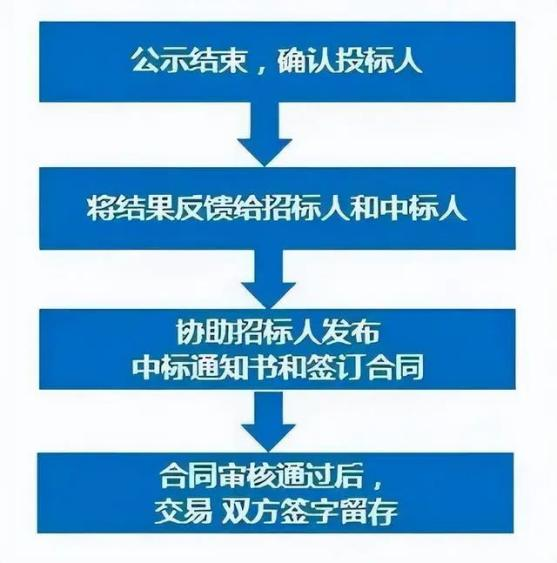 公示结束，确认投标人
将结果反馈给招标人和中标人
协助招标人发布
中标通知书和签订合同
合同审核通过后，
交易 双方签字留存